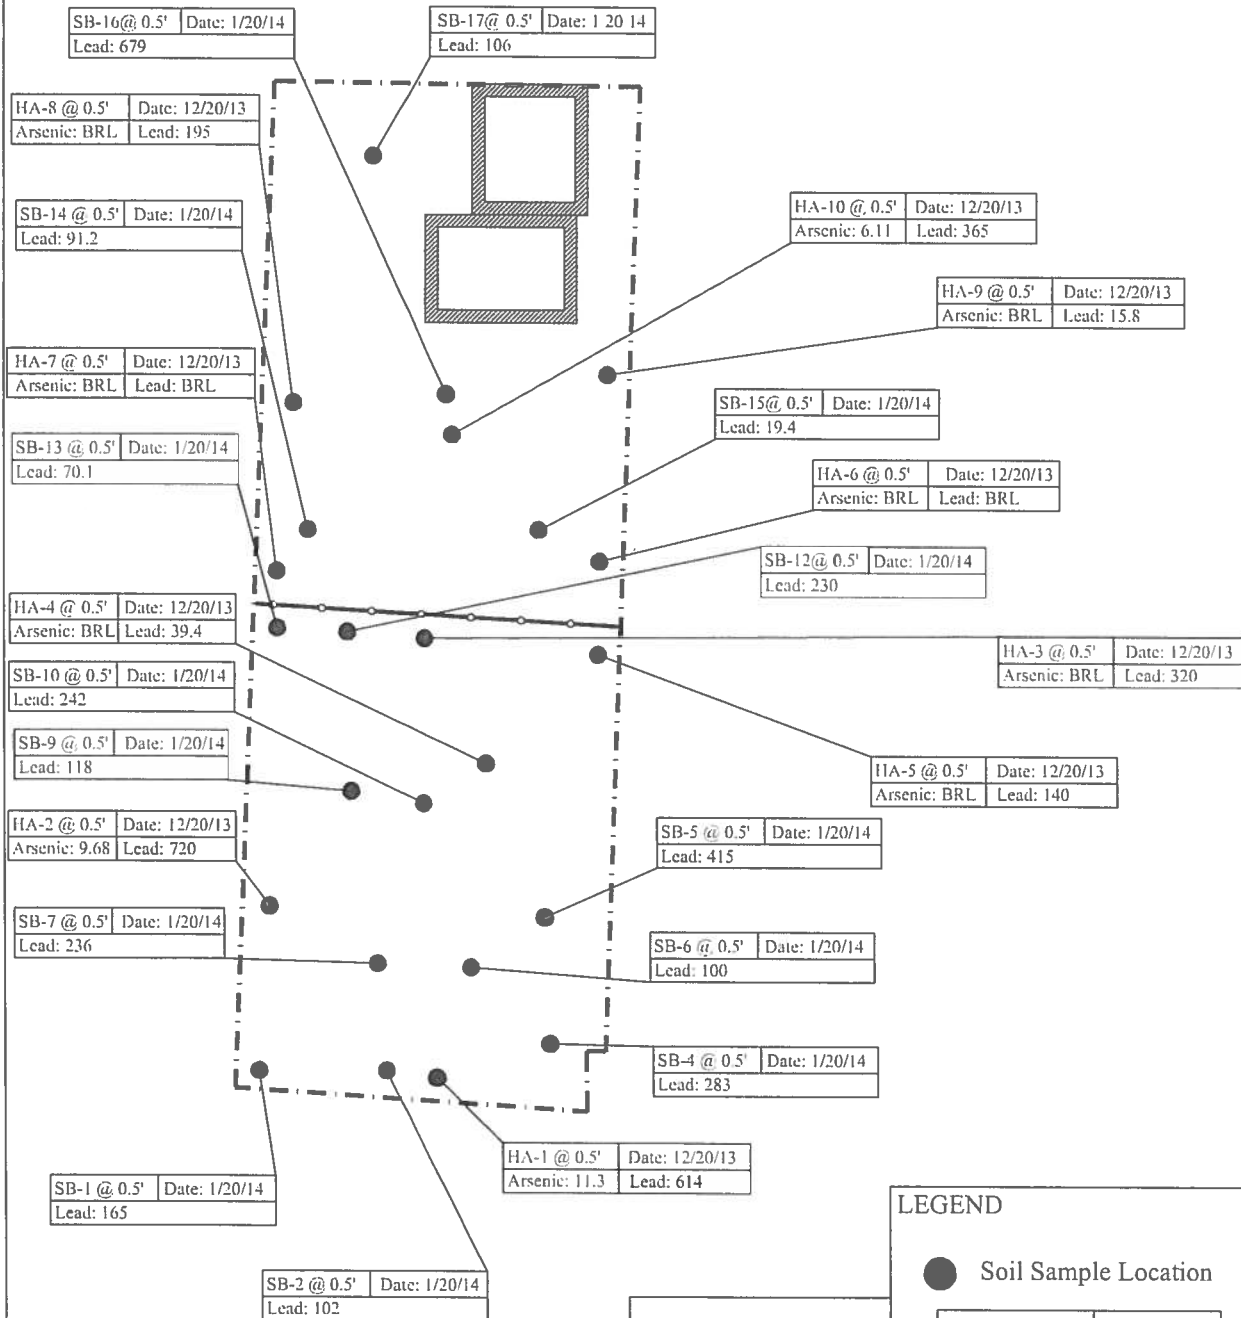 SB-16@ 0.5' Date: 1/20/14
Lead: 679
SB-17@ 0.5' Date: 1 20 14
Lead: 106
HA-8 @ 0.5' Date: 12/20/13
Arsenic: BRL Lead: 195
SB-14 @ 0.5' Date: 1/20/14
Lead: 91.2
HA-10 @ 0.5' Date: 12/20/13
Arsenic: 6.11 Lead: 365
HA-9 @ 0.5' Date: 12/20/13
Arsenic: BRL Lead: 15.8
HA-7 @ 0.5' Date: 12/20/13
Arsenic: BRL Lead: BRL
SB-15@ 0.5' Date: 1/20/14
Lead: 19.4
SB-13 @ 0.5' Date: 1/20/14
Lead: 70.1
HA-6 @ 0.5' Date: 12/20/13
Arsenic: BRL Lead: BRL
SB-12@ 0.5' Date: 1/20/14
Lead: 230
HA-4 @ 0.5' Date: 12/20/13
Arsenic: BRL Lead: 39.4
HA-3 @ 0.5' Date: 12/20/13
Arsenic: BRL Lead: 320
SB-10 @ 0.5' Date: 1/20/14
Lead: 242
SB-9 @ 0.5' Date: 1/20/14
Lead: 118
HA-5 @ 0.5' Date: 12/20/13
Arsenic: BRL Lead: 140
HA-2 @ 0.5' Date: 12/20/13
Arsenic: 9.68 Lead: 720
SB-5 @ 0.5' Date: 1/20/14
Lead: 415
SB-7 @ 0.5' Date: 1/20/14
Lead: 236
SB-6 @ 0.5' Date: 1/20/14
Lead: 100
SB-4 @ 0.5' Date: 1/20/14
Lead: 283
HA-1 @ 0.5' Date: 12/20/13
Arsenic: 11.3 Lead: 614
SB-1 @ 0.5' Date: 1/20/14
Lead: 165
SB-2 @ 0.5' Date: 1/20/14
Lead: 102
LEGEND
Soil Sample Location